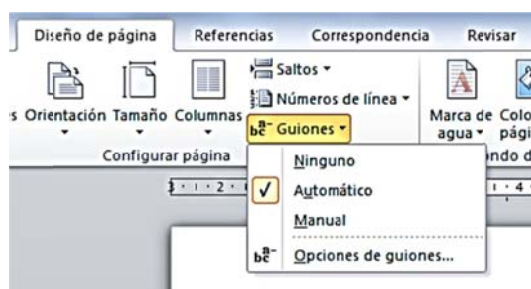 Diseño de página Referencias Correspondencia Revisar
Saltos
Números de línea
Guiones
Orientación Tamaño Columnas
Marca de
agua
Configurar página
Ninguno
Automático
Manual
Opciones de guiones...